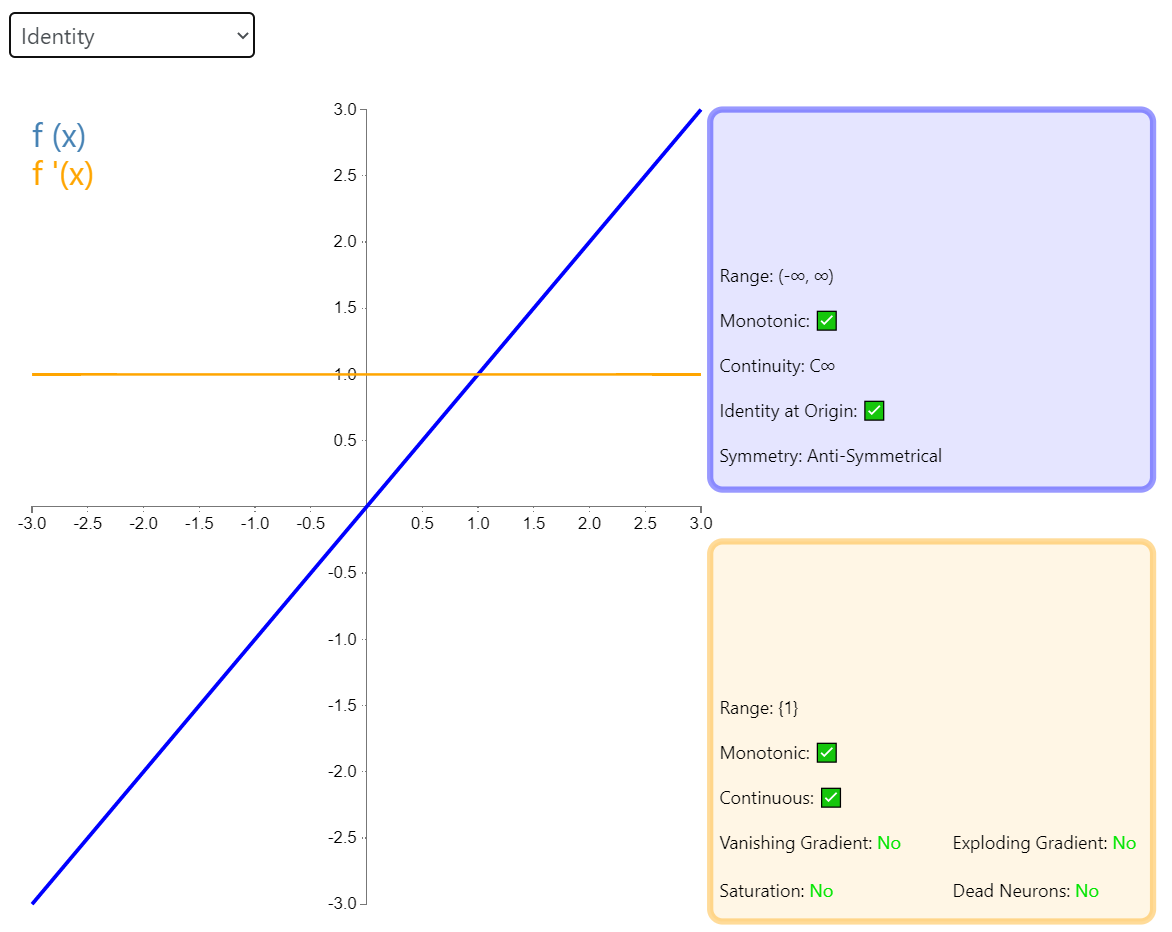 Identity
f (x)
f '(x)
3.0
2.5
2.0
1.5
1.0
0.5
-3.0 -2.5 -2.0 -1.5 -1.0 -0.5 0.5 1.0 1.5 2.0 2.5 3.0
-0.5
-1.0
-1.5
-2.0
-2.5
-3.0
Range: (-∞, ∞)
Monotonic: ✅
Continuity: C∞
Identity at Origin: ✅
Symmetry: Anti-Symmetrical
Range: {1}
Monotonic: ✅
Continuous: ✅
Vanishing Gradient: No Exploding Gradient: No
Saturation: No Dead Neurons: No